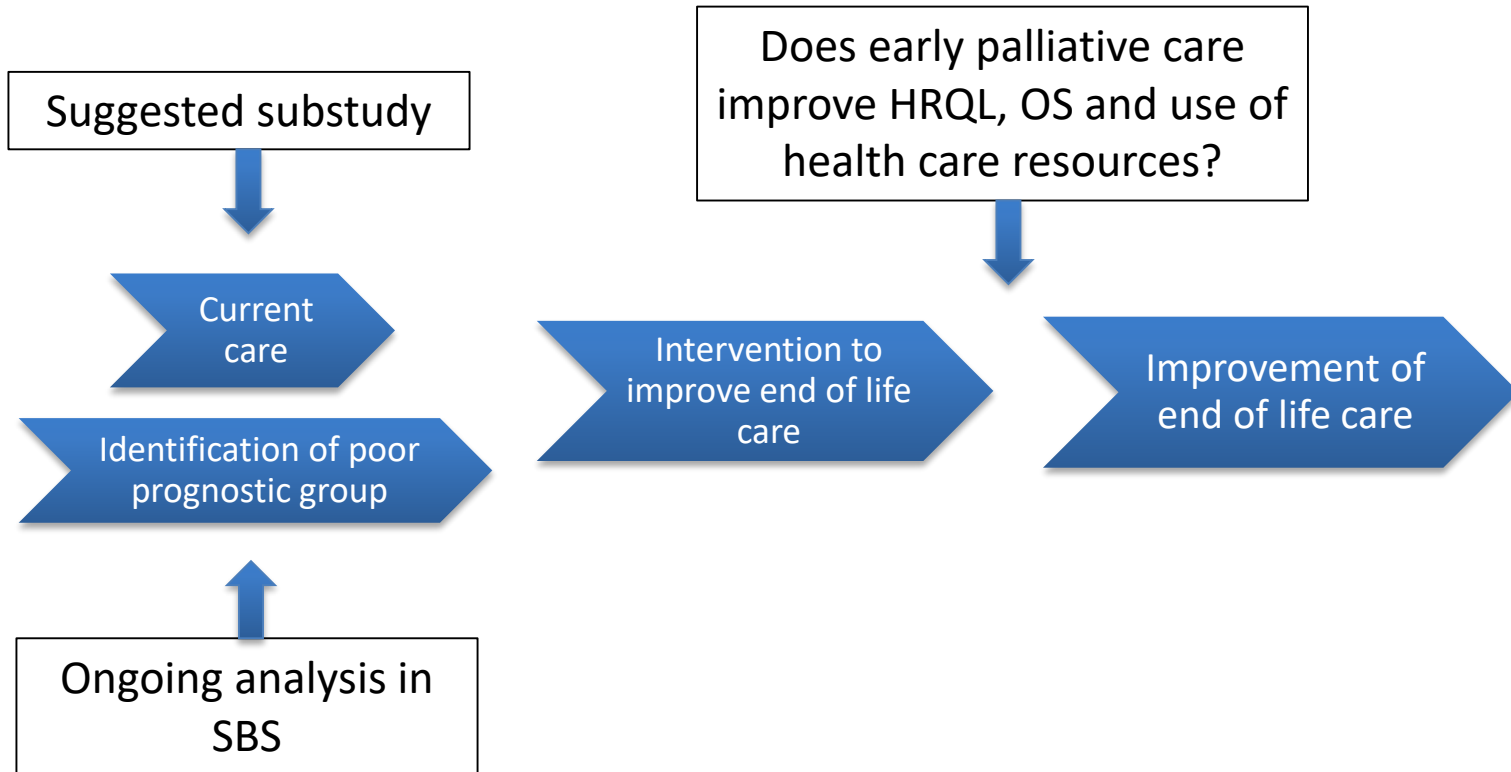 Suggested substudy
Does early palliative care
improve HRQL, OS and use of
health care resources?
Current
care
Identification of poor
prognostic group
Intervention to
improve end of life
care
Improvement of
end of life care
Ongoing analysis in
SBS